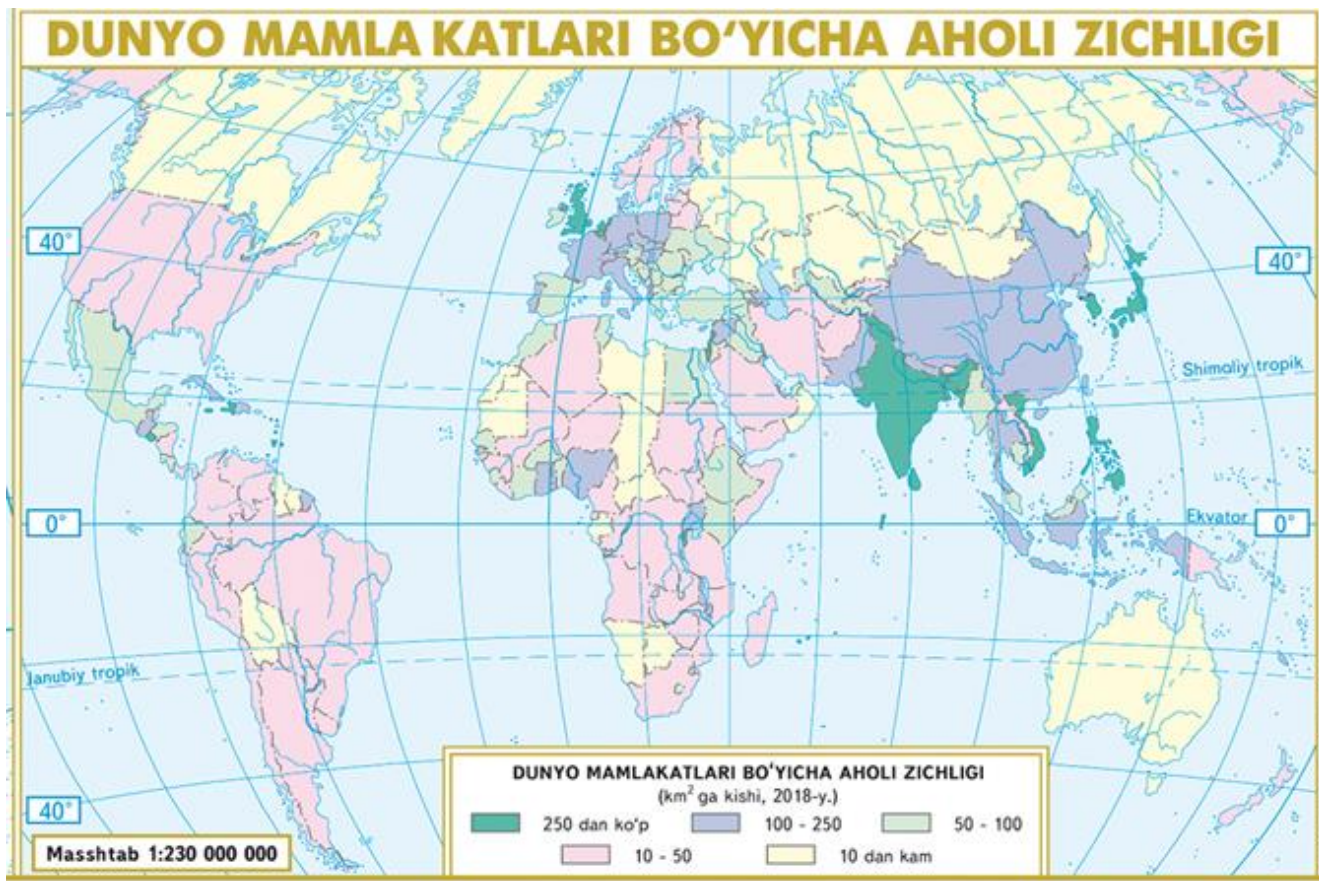 DUNYO MAMLA KATLARI BO‘YICHA AHOLI ZICHLIGI
40°
40°
Shimoliy tropik
0°
Ekvator
0°
Janubiy tropik
40°
DUNYO MAMLAKATLARI BO‘YICHA AHOLI ZICHLIGI
(km² ga kishi, 2018-y.)
250 dan ko‘p 100 - 250 50 - 100
10 - 50 10 dan kam
Masshtab 1:230 000 000